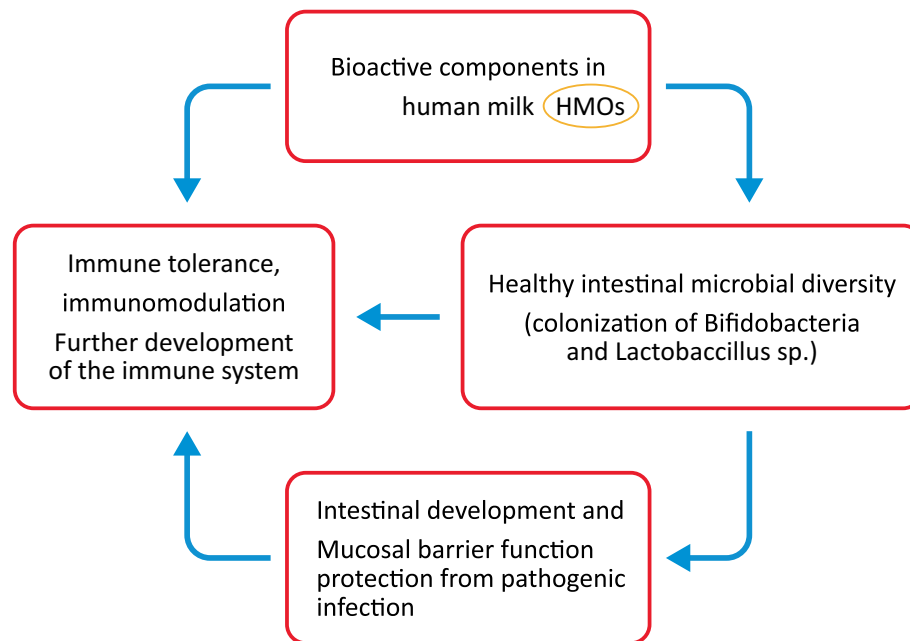 Bioactive components in
human milk HMOs
Immune tolerance,
immunomodulation
Further development
of the immune system
Healthy intestinal microbial diversity
(colonization of Bifidobacteria
and Lactobaccillus sp.)
Intestinal development and
Mucosal barrier function
protection from pathogenic
infection